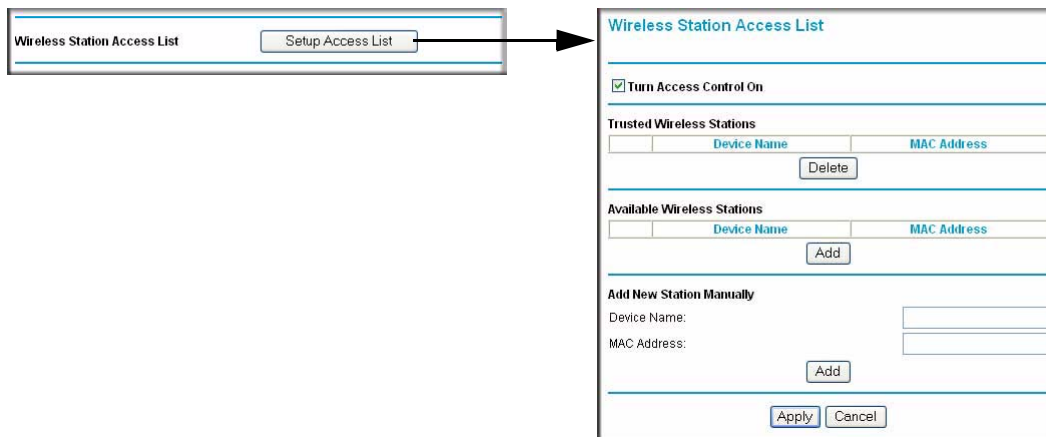 Wireless Station Access List
Setup Access List
Wireless Station Access List
Turn Access Control On
Trusted Wireless Stations
Device Name MAC Address
Delete
Available Wireless Stations
Device Name MAC Address
Add
Add New Station Manually
Device Name:
MAC Address:
Add
Apply Cancel